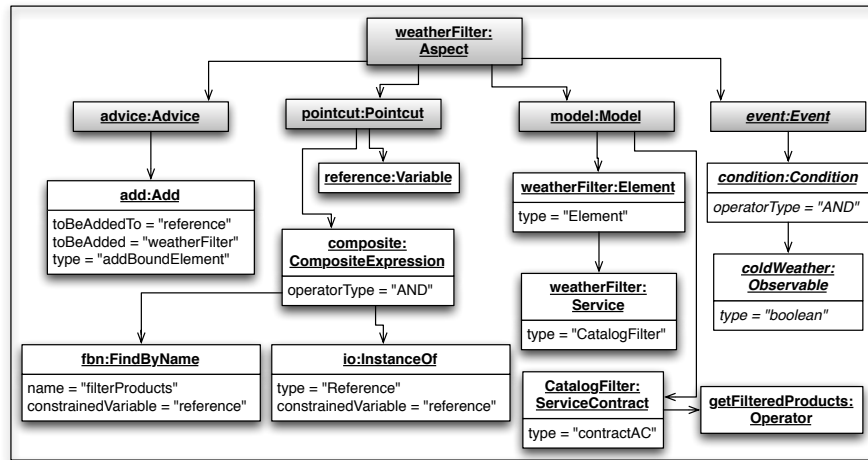 weatherFilter:
Aspect
advice:Advice
pointcut:Pointcut
model:Model
event:Event
add:Add
toBeAddedTo = "reference"
toBeAdded = "weatherFilter"
type = "addBoundElement"
reference:Variable
composite:
CompositeExpression
operatorType = "AND"
fbn:FindByName
name = "filterProducts"
constrainedVariable = "reference"
io:InstanceOf
type = "Reference"
constrainedVariable = "reference"
weatherFilter:Element
type = "Element"
weatherFilter:
Service
type = "CatalogFilter"
CatalogFilter:
ServiceContract
type = "contractAC"
getFilteredProducts:
Operator
condition:Condition
operatorType = "AND"
coldWeather:
Observable
type = "boolean"